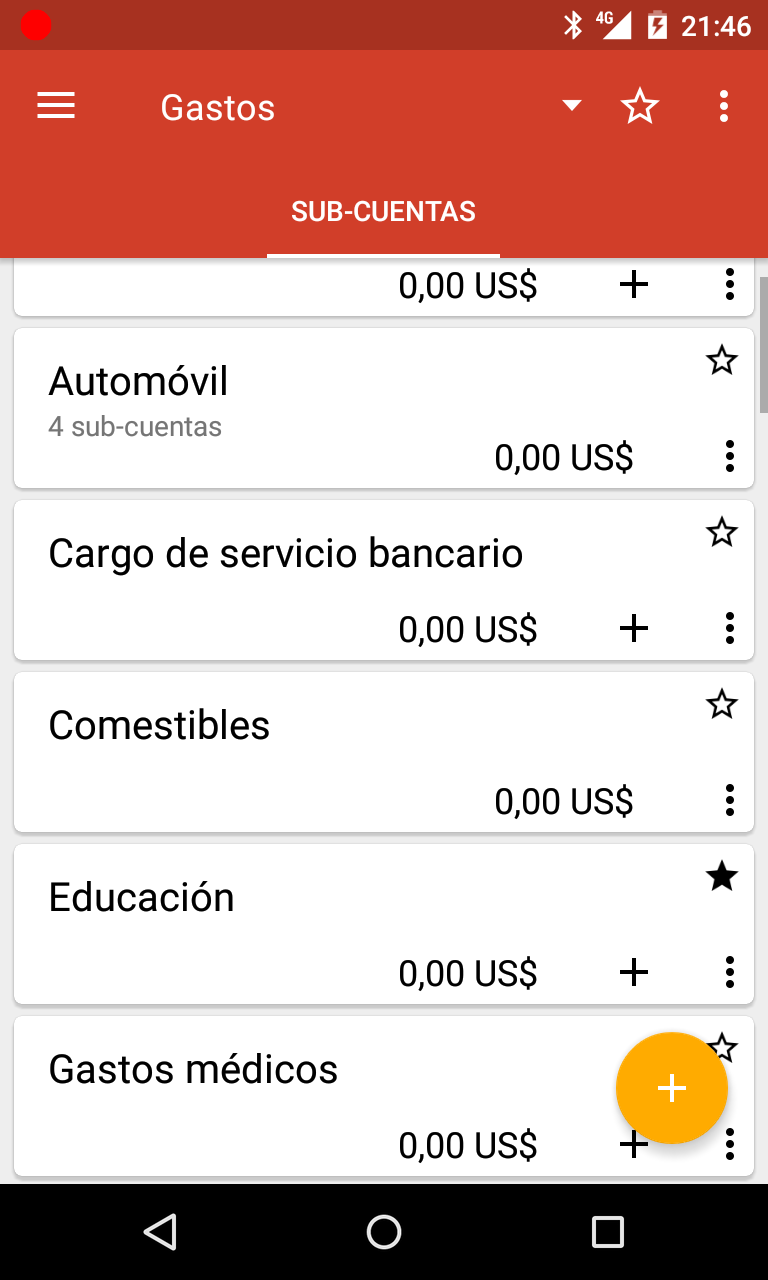 4G 21:46
Gastos
SUB-CUENTAS
0,00 US$
Automóvil
4 sub-cuentas
0,00 US$
Cargo de servicio bancario
0,00 US$
Comestibles
0,00 US$
Educación
0,00 US$
Gastos médicos
0,00 US$